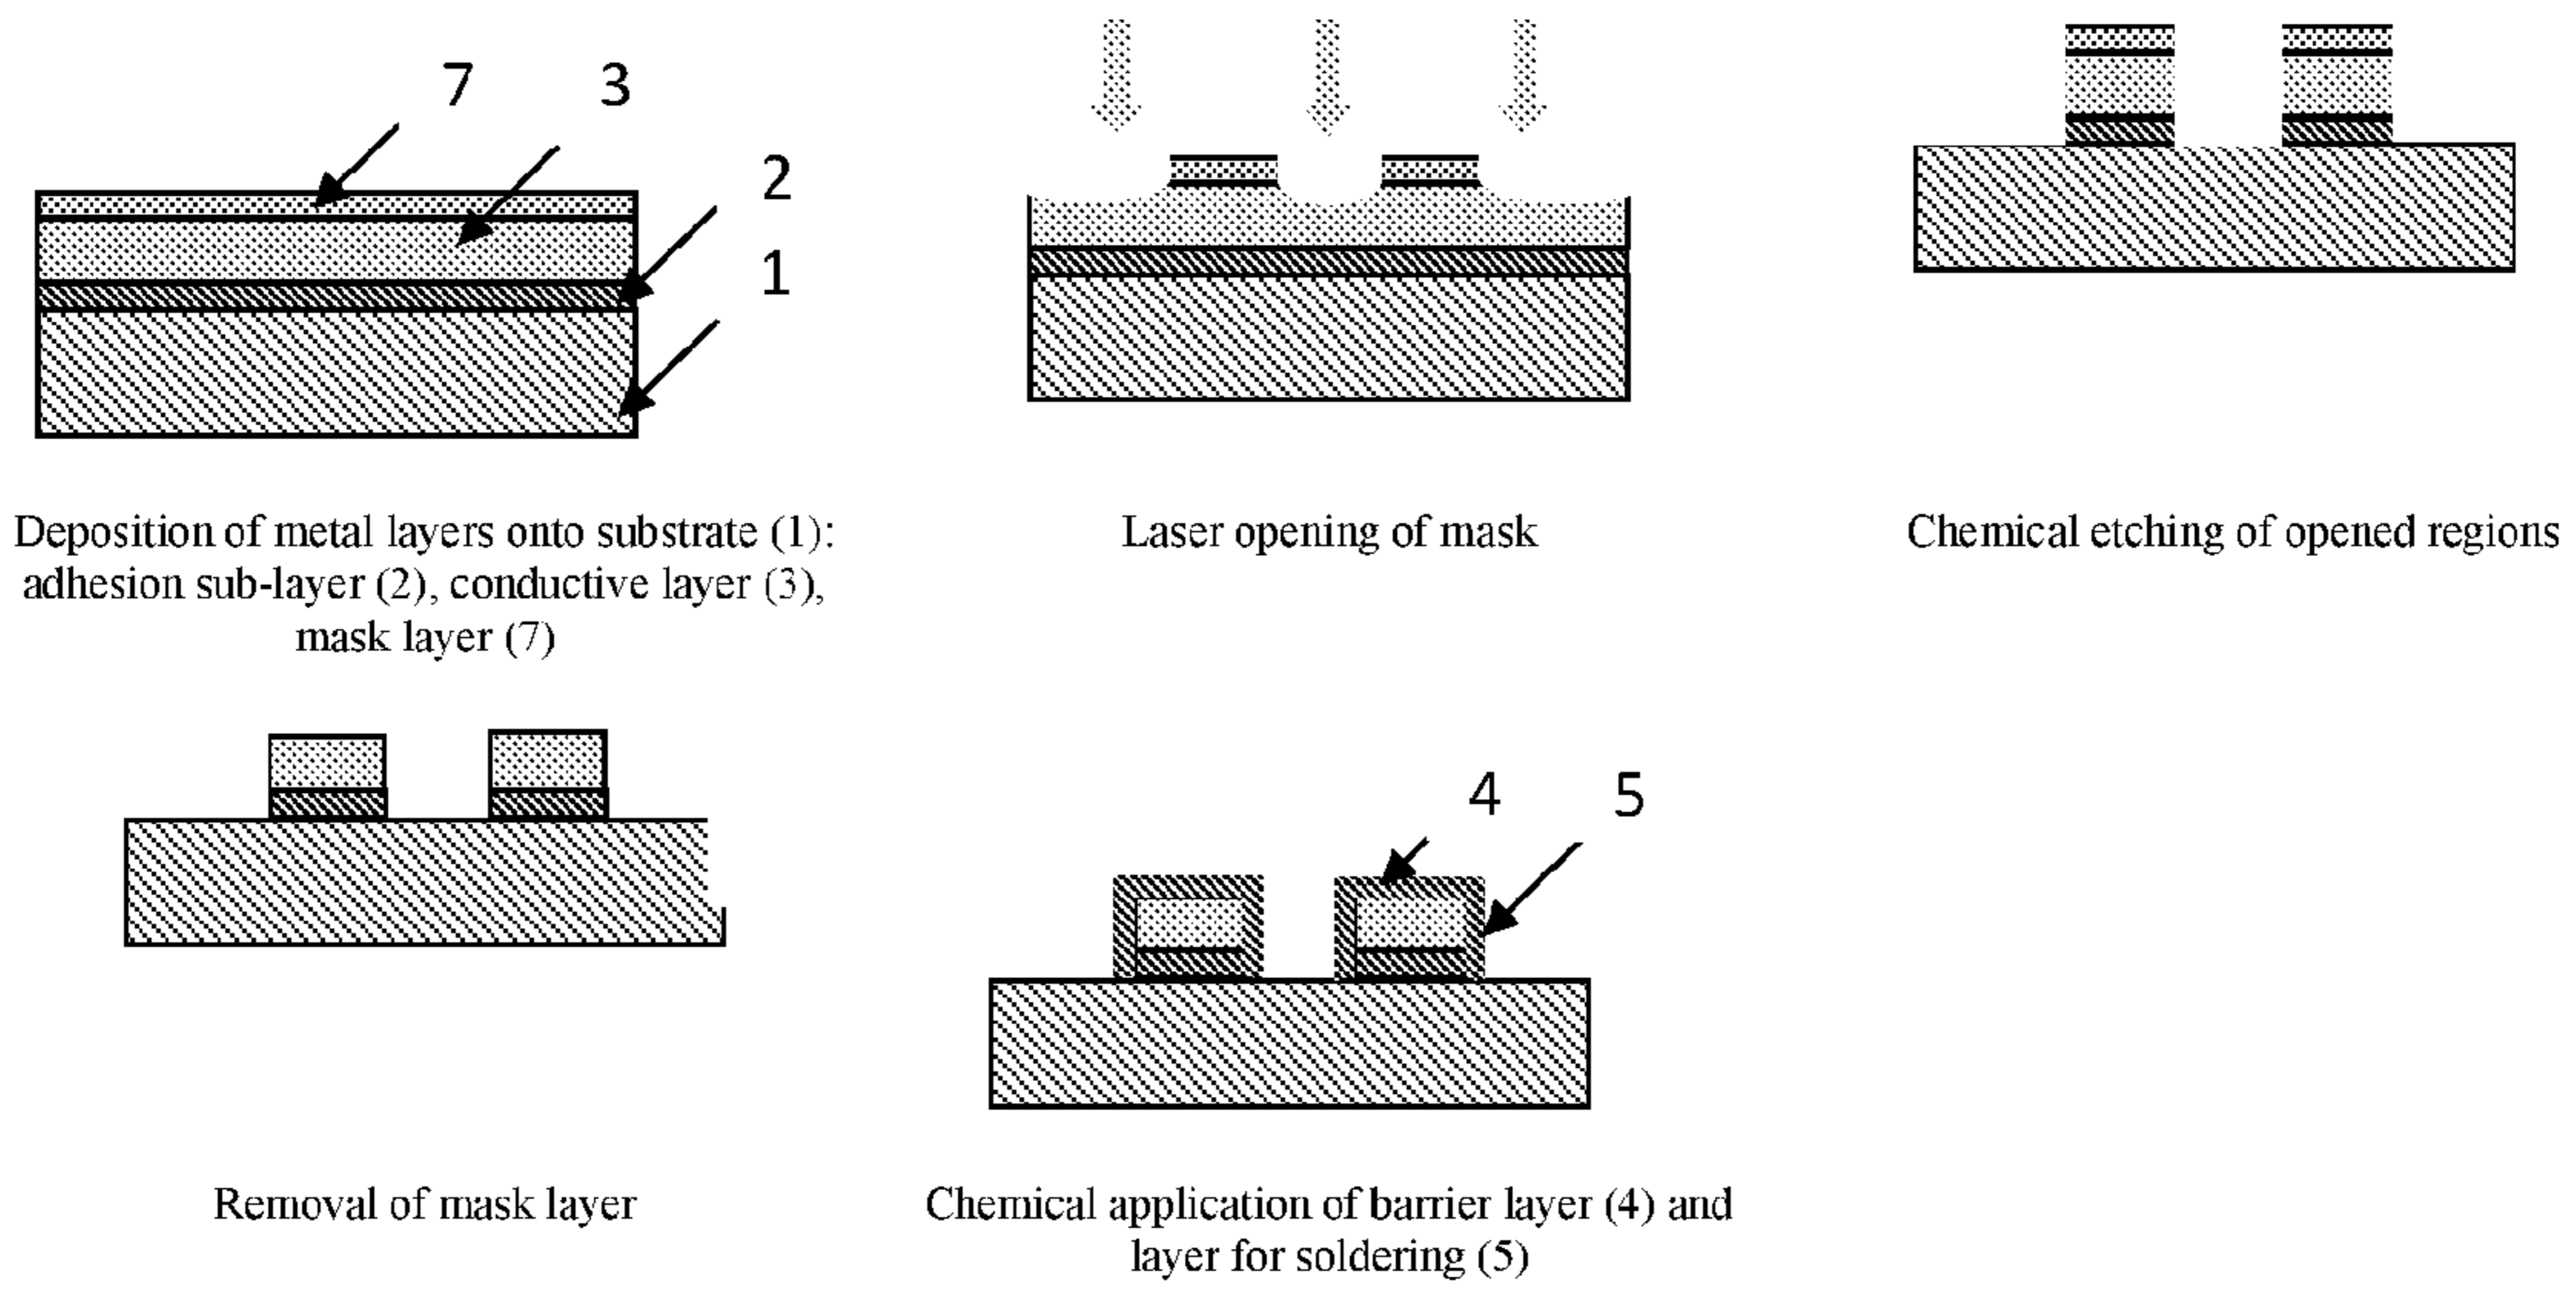 7 3
2
1
Deposition of metal layers onto substrate (1):
adhesion sub-layer (2), conductive layer (3),
mask layer (7)
Laser opening of mask
Chemical etching of opened regions
4 5
Removal of mask layer
Chemical application of barrier layer (4) and
layer for soldering (5)